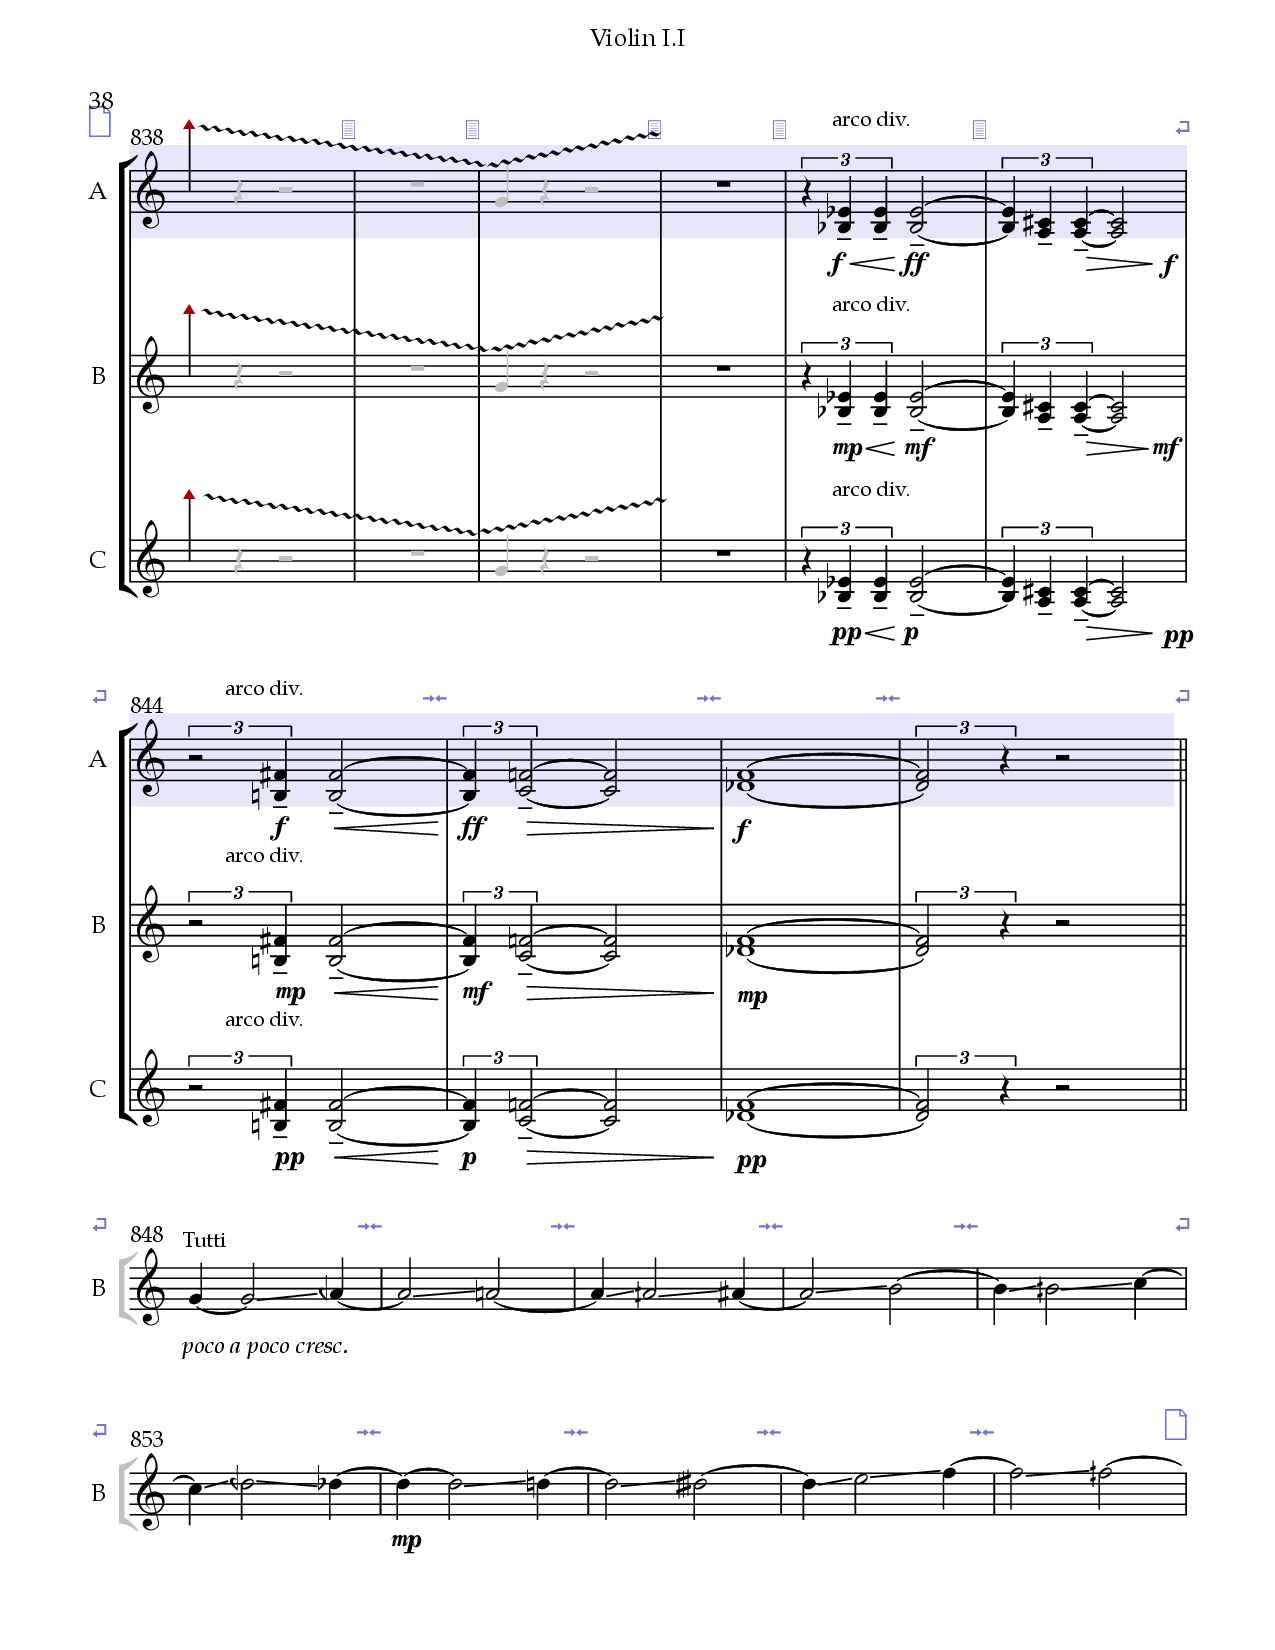 Violin I.I
38
838
arco div.
3 3
A
f ff f
arco div.
3 3
B
mp mf mf
arco div.
3 3
C
pp p pp
844
arco div.
3 3 3
A
f ff f
arco div.
3 3 3
B
mp mf mp
arco div.
3 3 3
C
pp p pp
848
Tutti
B
poco a poco cresc.
853
B
mp